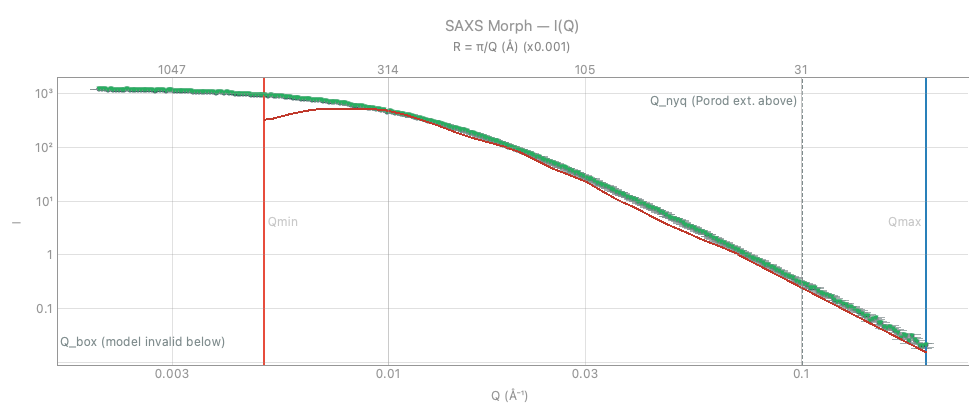 SAXS Morph — I(Q)
R = π/Q (Å) (x0.001)
1047 314 105 31
10³
Q_nyq (Porod ext. above)
10²
10¹
Qmin Qmax
I
1
0.1
Q_box (model invalid below)
0.003 0.01 0.03 0.1
Q (Å⁻¹)